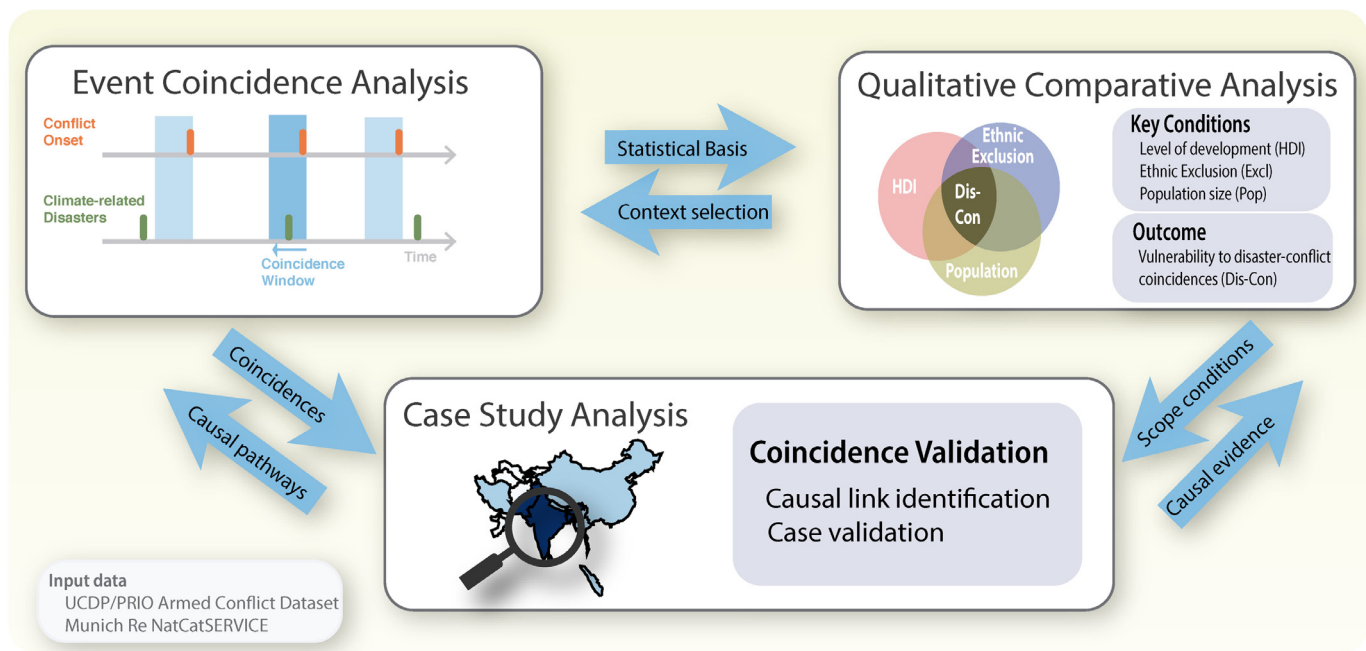 Event Coincidence Analysis
Conflict
Onset
Climate-related
Disasters
Time
Coincidence
Window
Statistical Basis
Context selection
Qualitative Comparative Analysis
HDI
Ethnic
Exclusion
Dis-
Con
Population
Key Conditions
Level of development (HDI)
Ethnic Exclusion (Excl)
Population size (Pop)
Outcome
Vulnerability to disaster-conflict
coincidences (Dis-Con)
Coincidences
Causal pathways
Scope conditions
Causal evidence
Case Study Analysis
Coincidence Validation
Causal link identification
Case validation
Input data
UCDP/PRIO Armed Conflict Dataset
Munich Re NatCatSERVICE